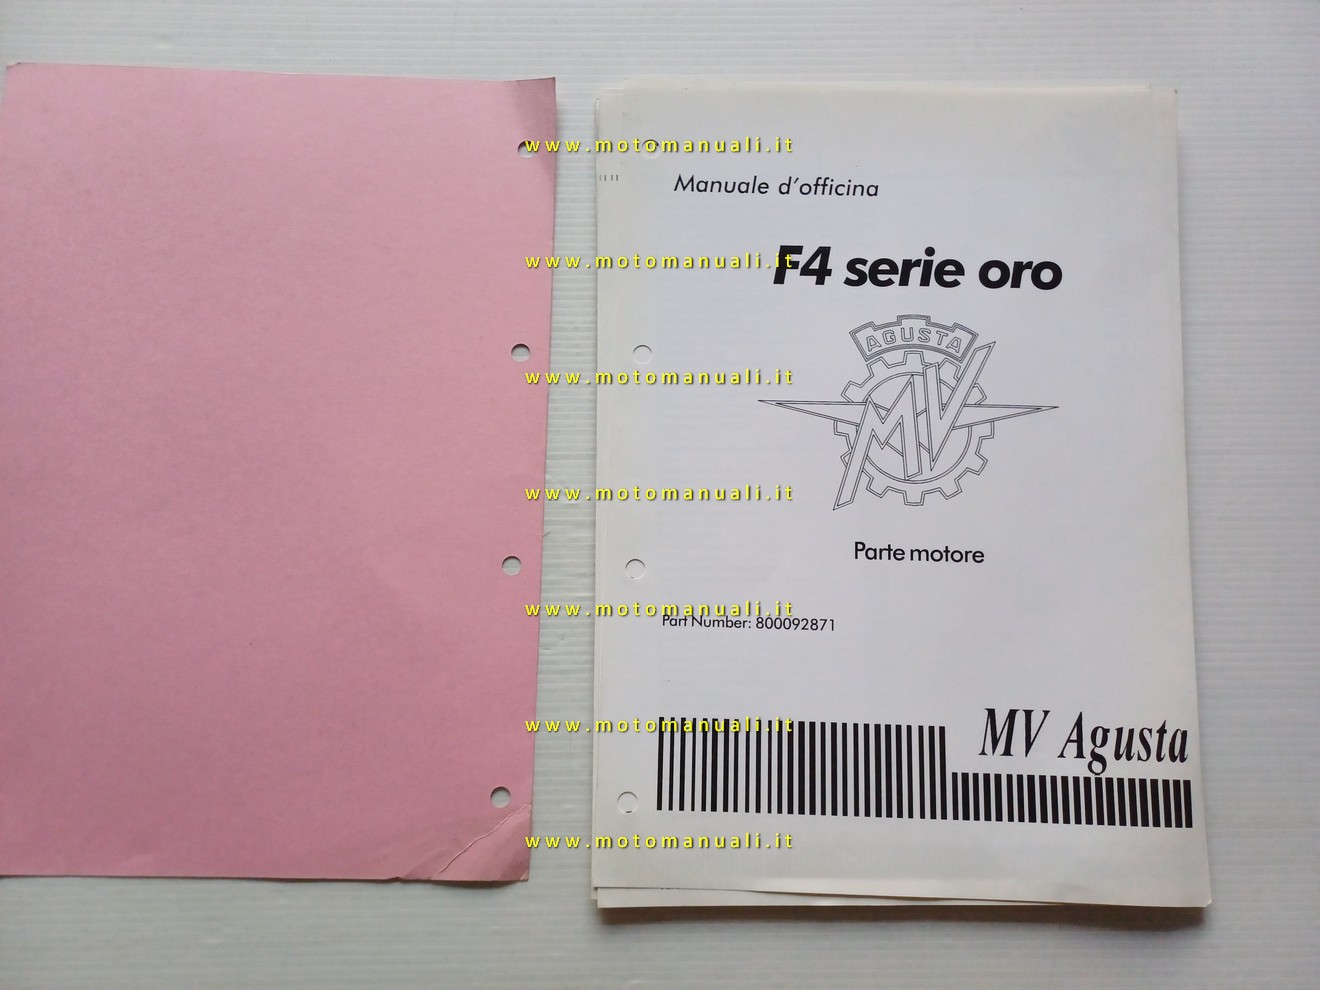 www.motomanuali.it
Manuale d'officina
www.motomanuali.it
F4 serie oro
AGUSTA
MV
www.motomanuali.it
www.motomanuali.it
Parte motore
www.motomanuali.it
Part Number: 800092871
www.motomanuali.it
MV Agusta
www.motomanuali.it